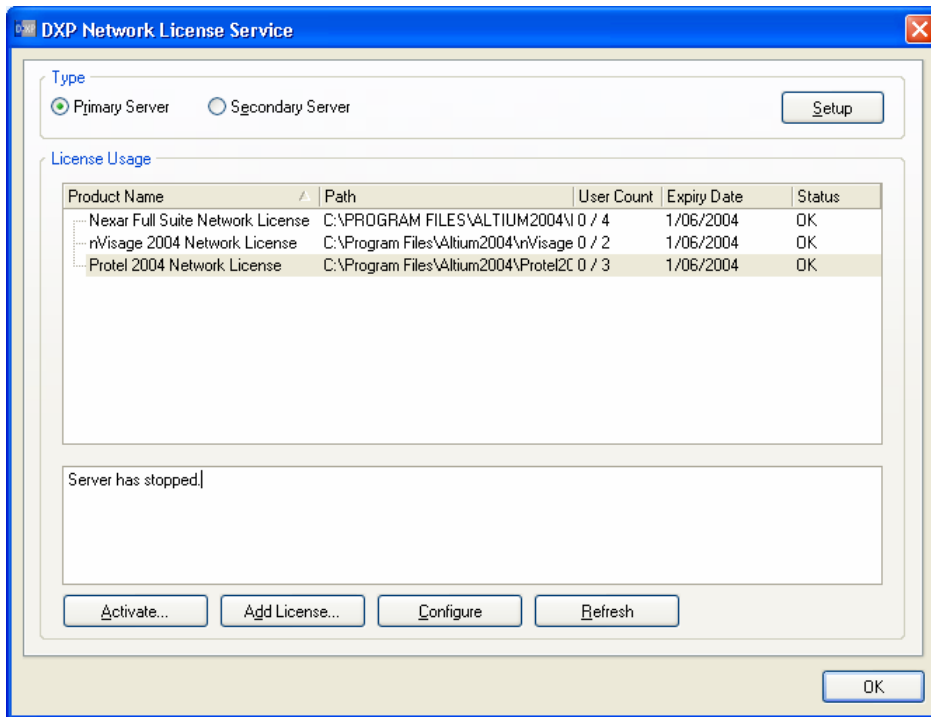 DXP Network License Service
Type
Primary Server Secondary Server Setup
License Usage
Product Name Path User Count Expiry Date Status
Nexar Full Suite Network License C:\PROGRAM FILES\ALTIUM2004\ 0 / 4 1/06/2004 OK
nVisage 2004 Network License C:\Program Files\Altium2004\nVisage 0 / 2 1/06/2004 OK
Protel 2004 Network License C:\Program Files\Altium2004\Protel2 0 / 3 1/06/2004 OK
Server has stopped.
Activate... Add License... Configure Refresh
OK